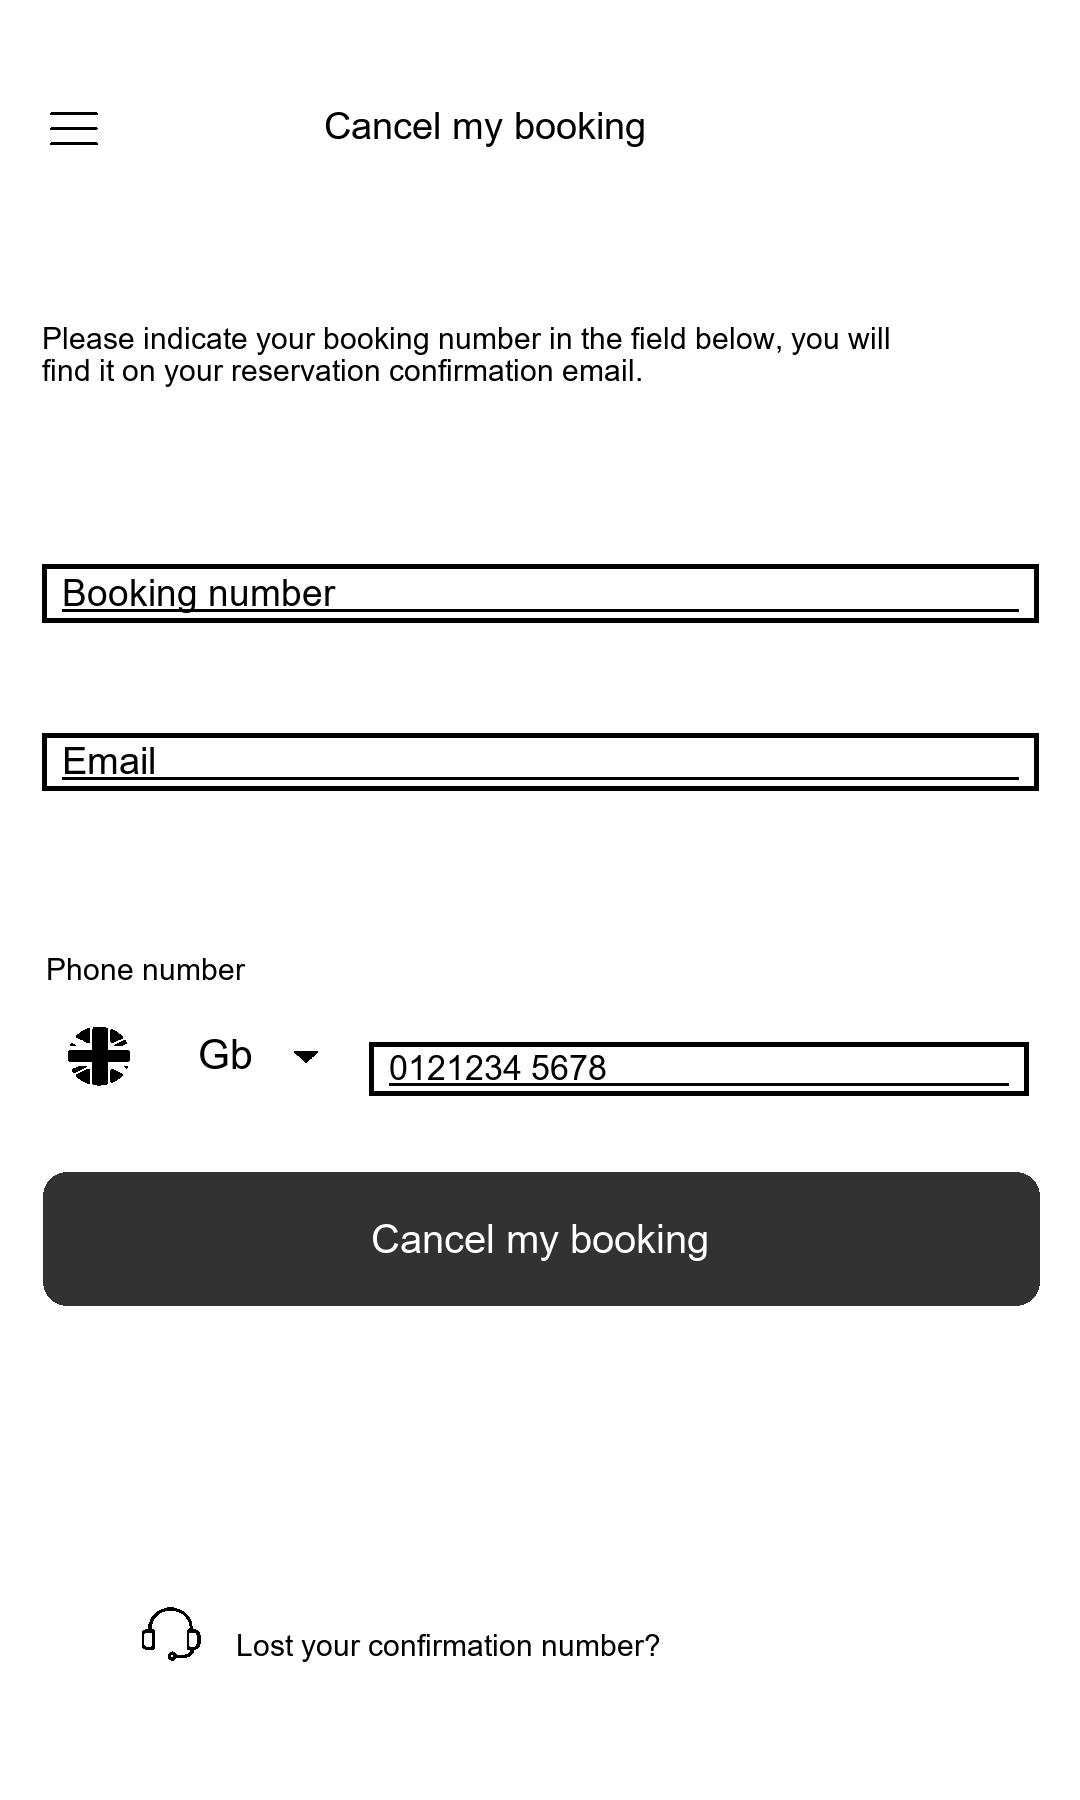 Cancel my booking
Please indicate your booking number in the field below, you will
find it on your reservation confirmation email.
Booking number
Email
Phone number
Gb
0121234 5678
Cancel my booking
Lost your confirmation number?